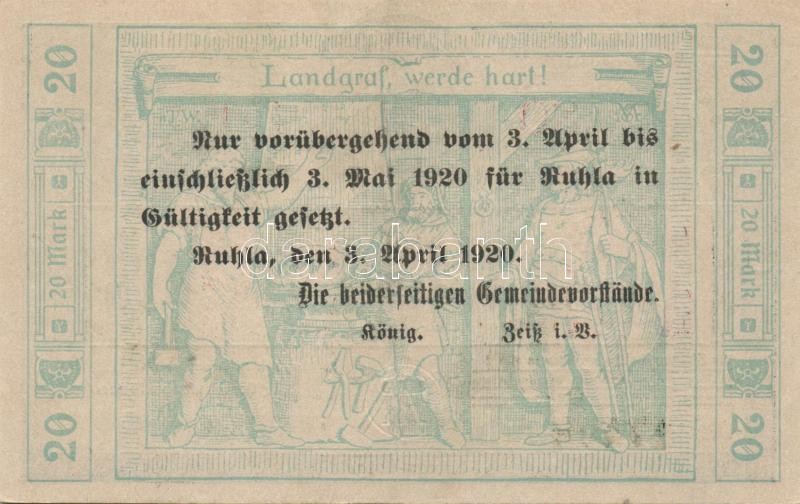 Landgraf, werde hart!
J.W.
Nur vorübergehend vom 3. April bis
einschließlich 3. Mai 1920 für Ruhla in
Gültigkeit gesetzt.
Ruhla, den 3. April 1920.
Die beiderseitigen Gemeindevorstände.
König. Zeiß i. V.
20
20 Mark
20
20
20 Mark
20
darabanth